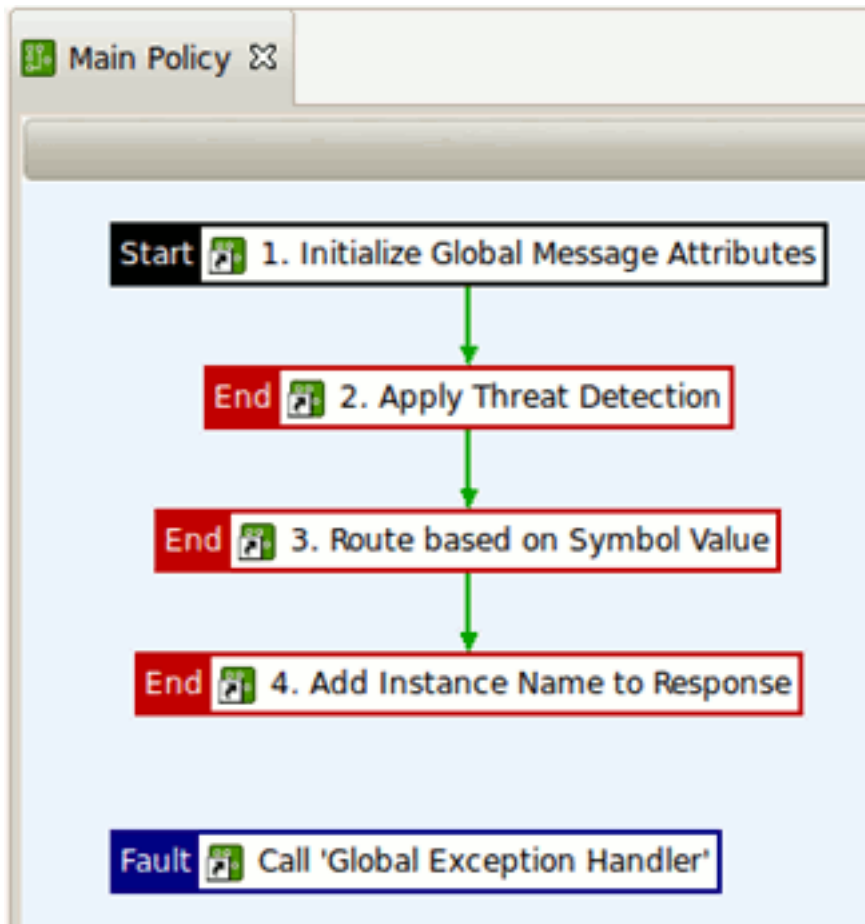 Main Policy
Start 1. Initialize Global Message Attributes
End 2. Apply Threat Detection
End 3. Route based on Symbol Value
End 4. Add Instance Name to Response
Fault Call 'Global Exception Handler'